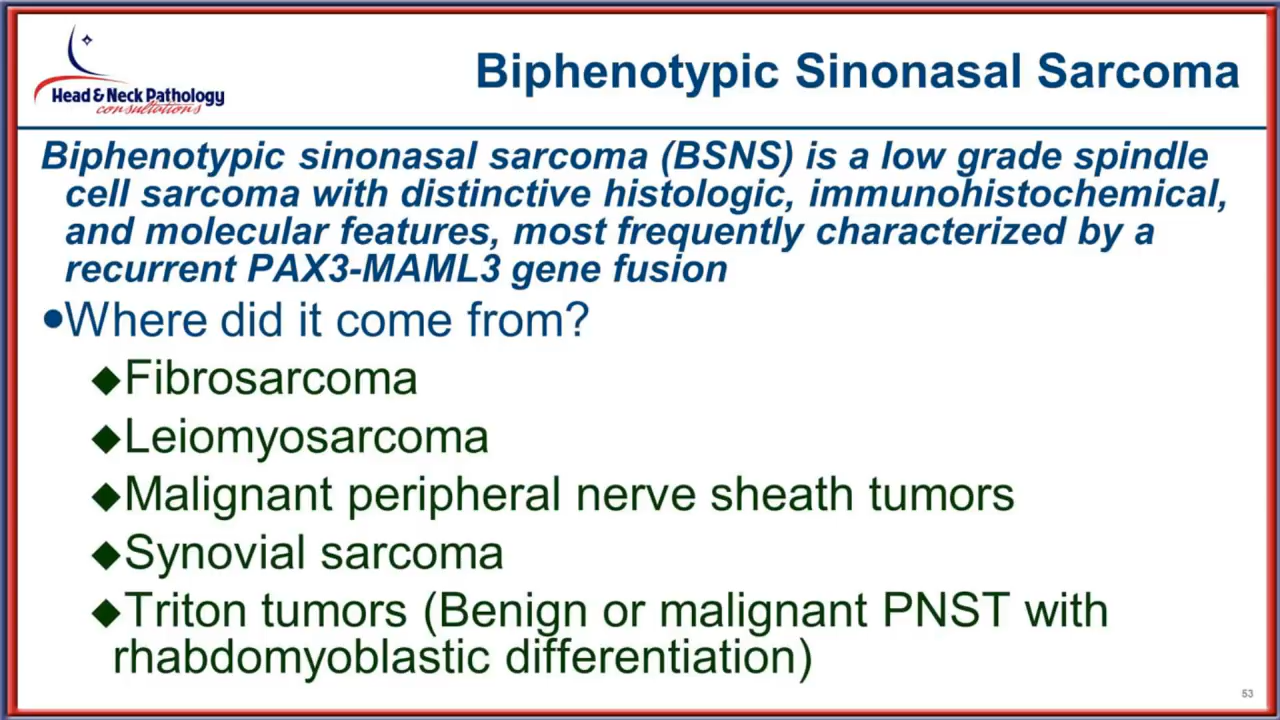 Head & Neck Pathology
consultations
Biphenotypic Sinonasal Sarcoma
Biphenotypic sinonasal sarcoma (BSNS) is a low grade spindle
cell sarcoma with distinctive histologic, immunohistochemical,
and molecular features, most frequently characterized by a
recurrent PAX3-MAML3 gene fusion
•Where did it come from?
◆Fibrosarcoma
◆Leiomyosarcoma
◆Malignant peripheral nerve sheath tumors
◆Synovial sarcoma
◆Triton tumors (Benign or malignant PNST with
rhabdomyoblastic differentiation)
53